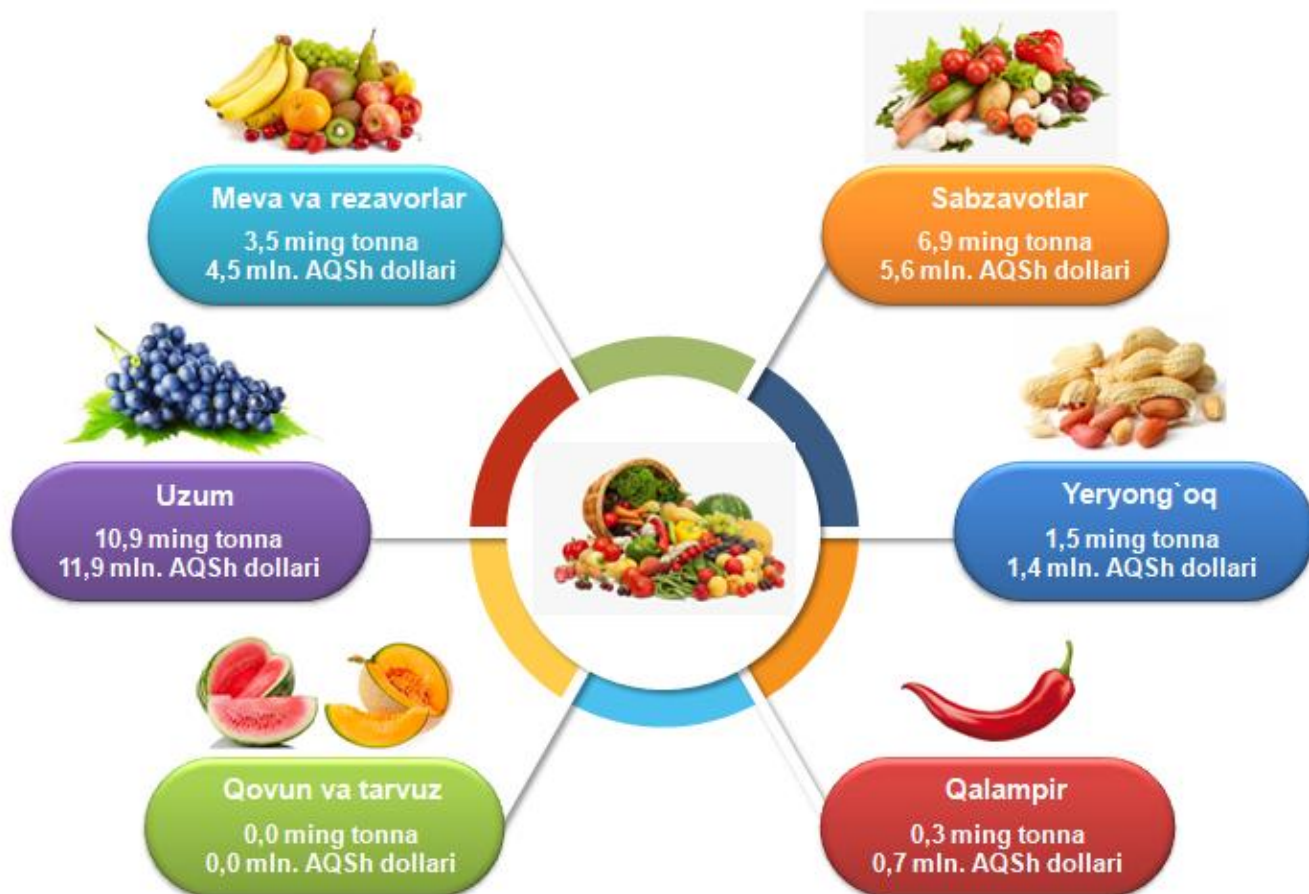 Meva va rezavorlar
3,5 ming tonna
4,5 mln. AQSh dollari
Sabzavotlar
6,9 ming tonna
5,6 mln. AQSh dollari
Uzum
10,9 ming tonna
11,9 mln. AQSh dollari
Yeryong`oq
1,5 ming tonna
1,4 mln. AQSh dollari
Qovun va tarvuz
0,0 ming tonna
0,0 mln. AQSh dollari
Qalampir
0,3 ming tonna
0,7 mln. AQSh dollari